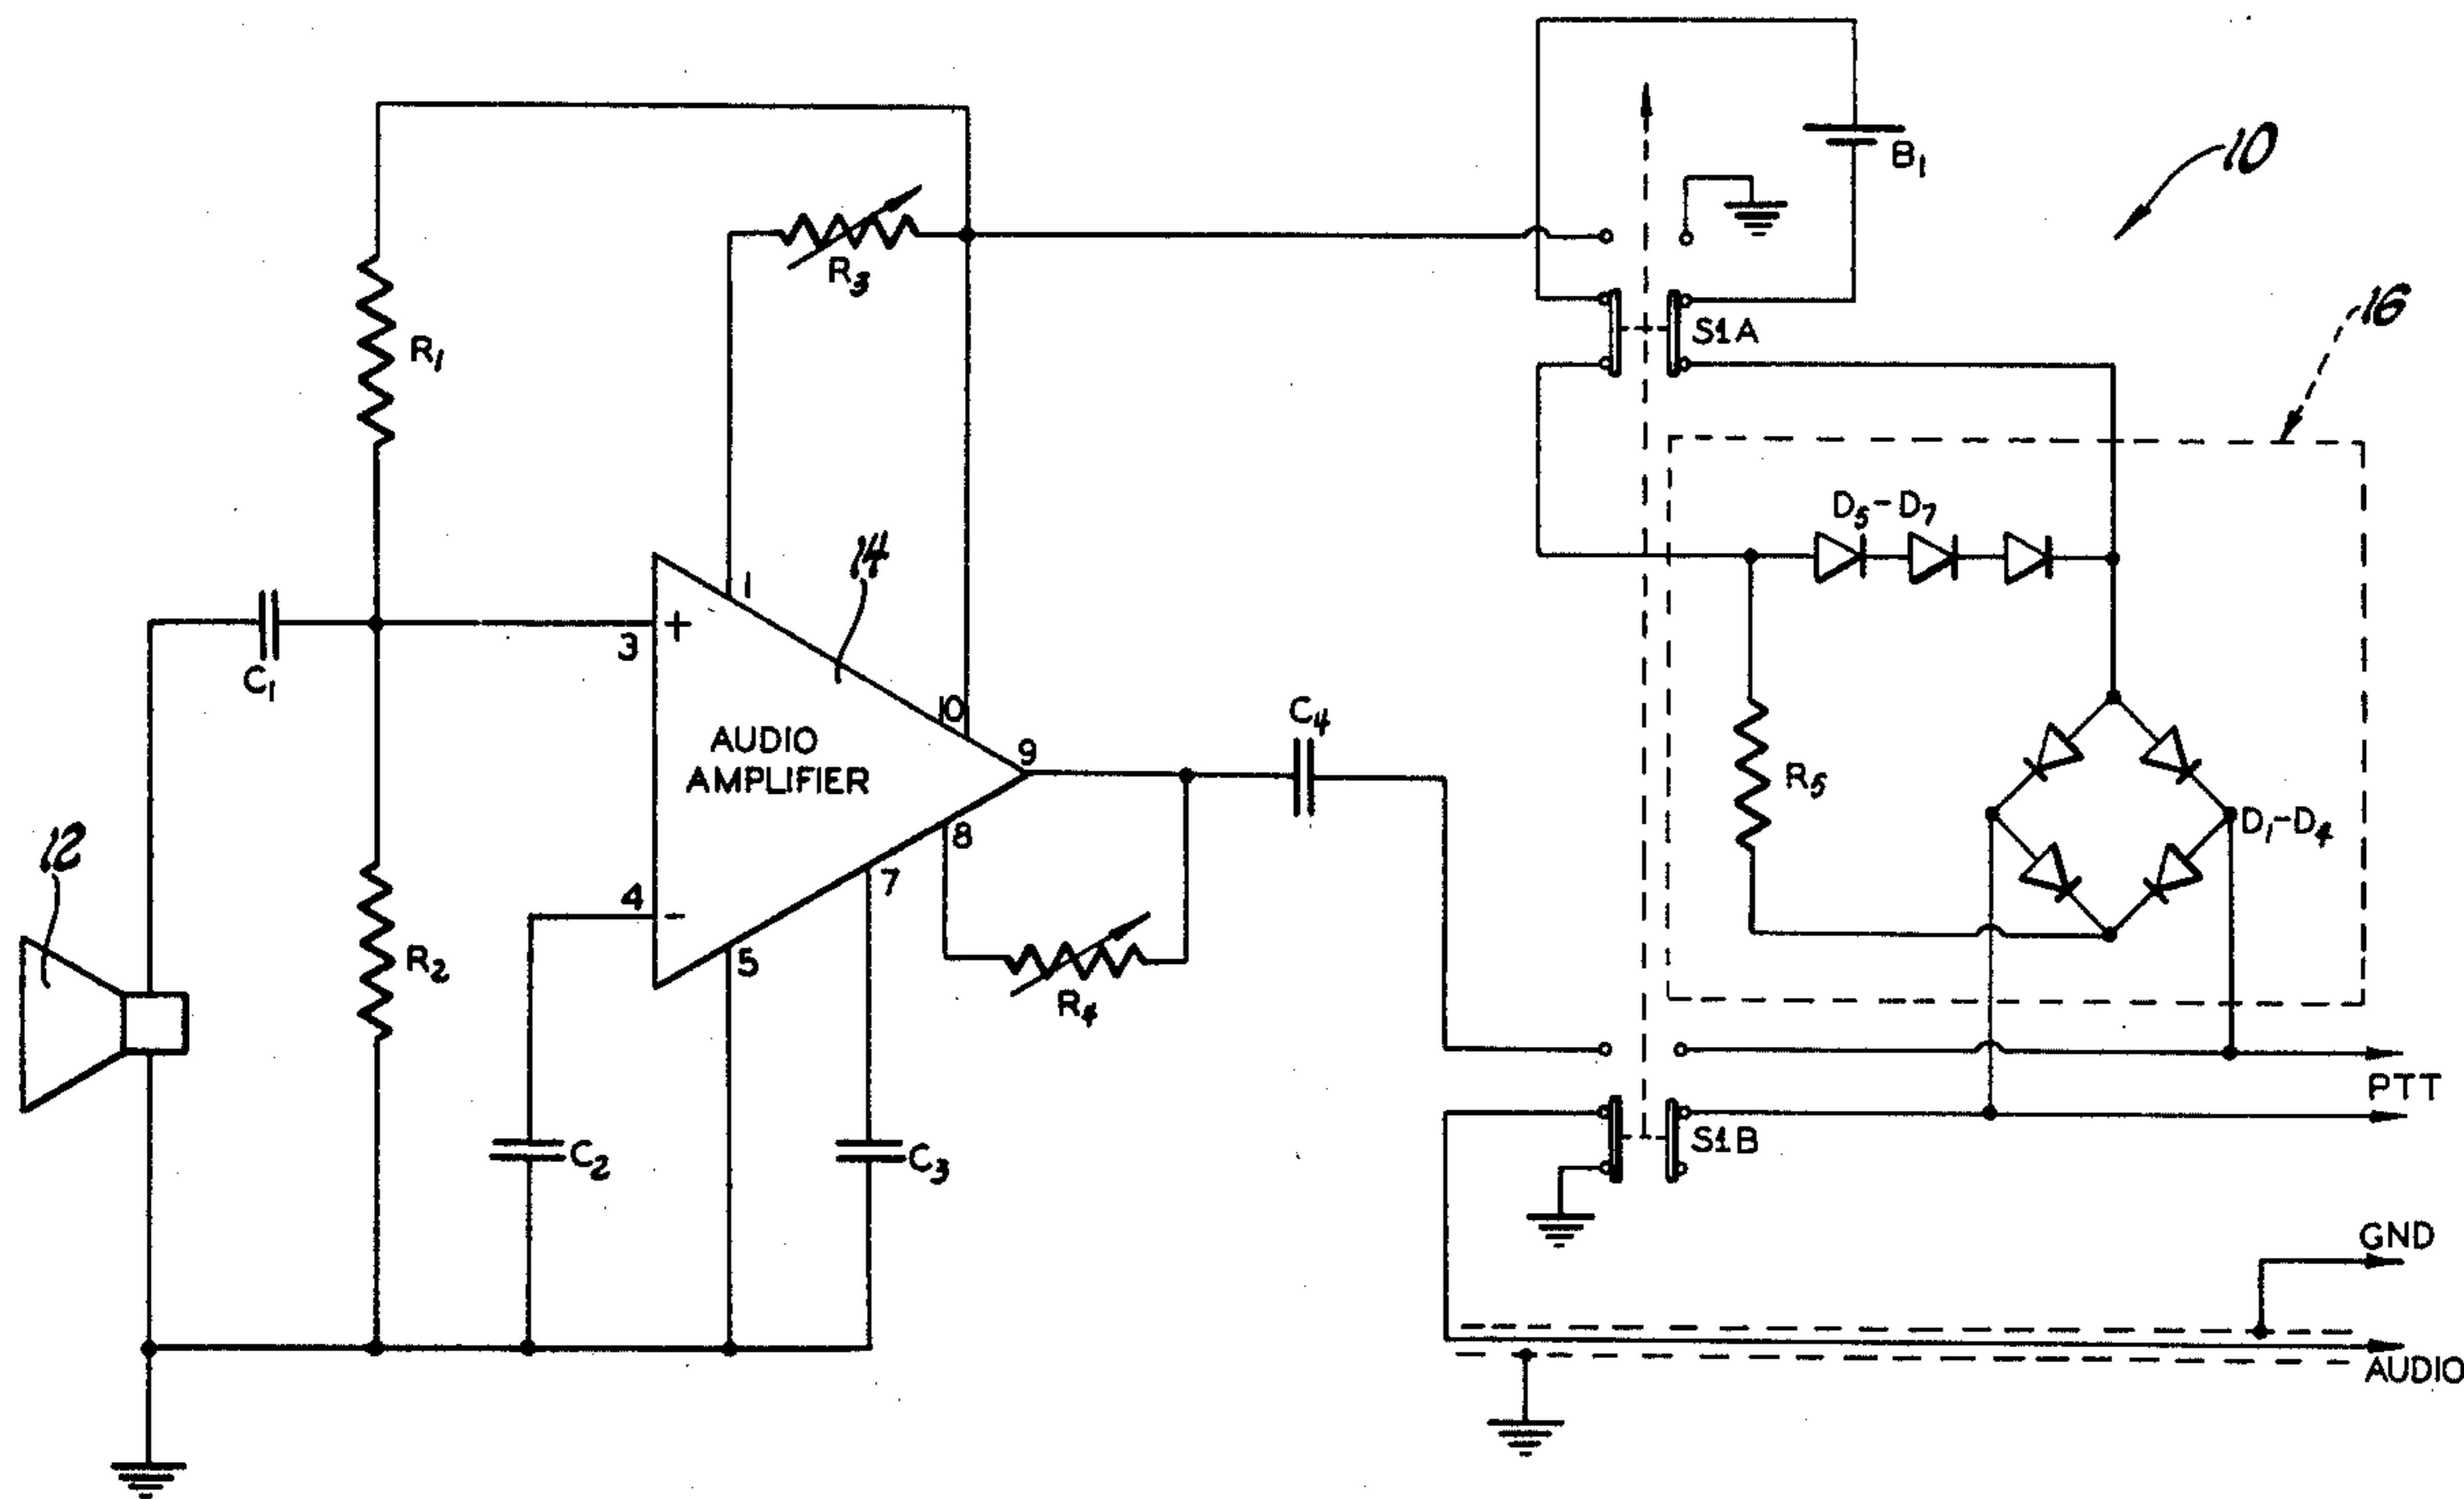 B1
10
R3
S1A
16
R1
D5-D7
14
1
3
+
C1
10
C4
9
AUDIO
AMPLIFIER
R5
D1-D4
8
12
7
4
-
R2
5
R4
PTT
C2
C3
S1B
GND
AUDIO